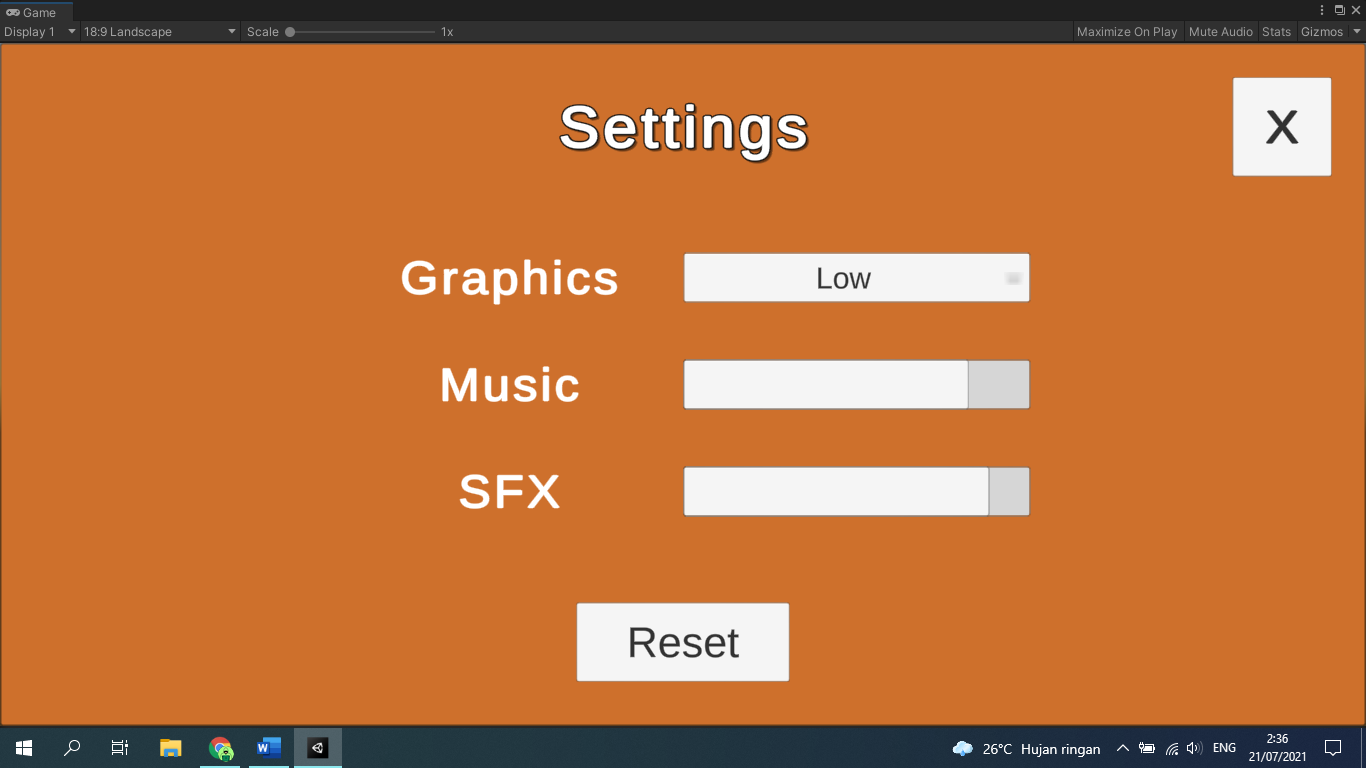 Game
Display 1 18:9 Landscape Scale 1x Maximize On Play Mute Audio Stats Gizmos
Settings
X
Graphics Low
Music
SFX
Reset
26°C Hujan ringan ENG 2:36
21/07/2021